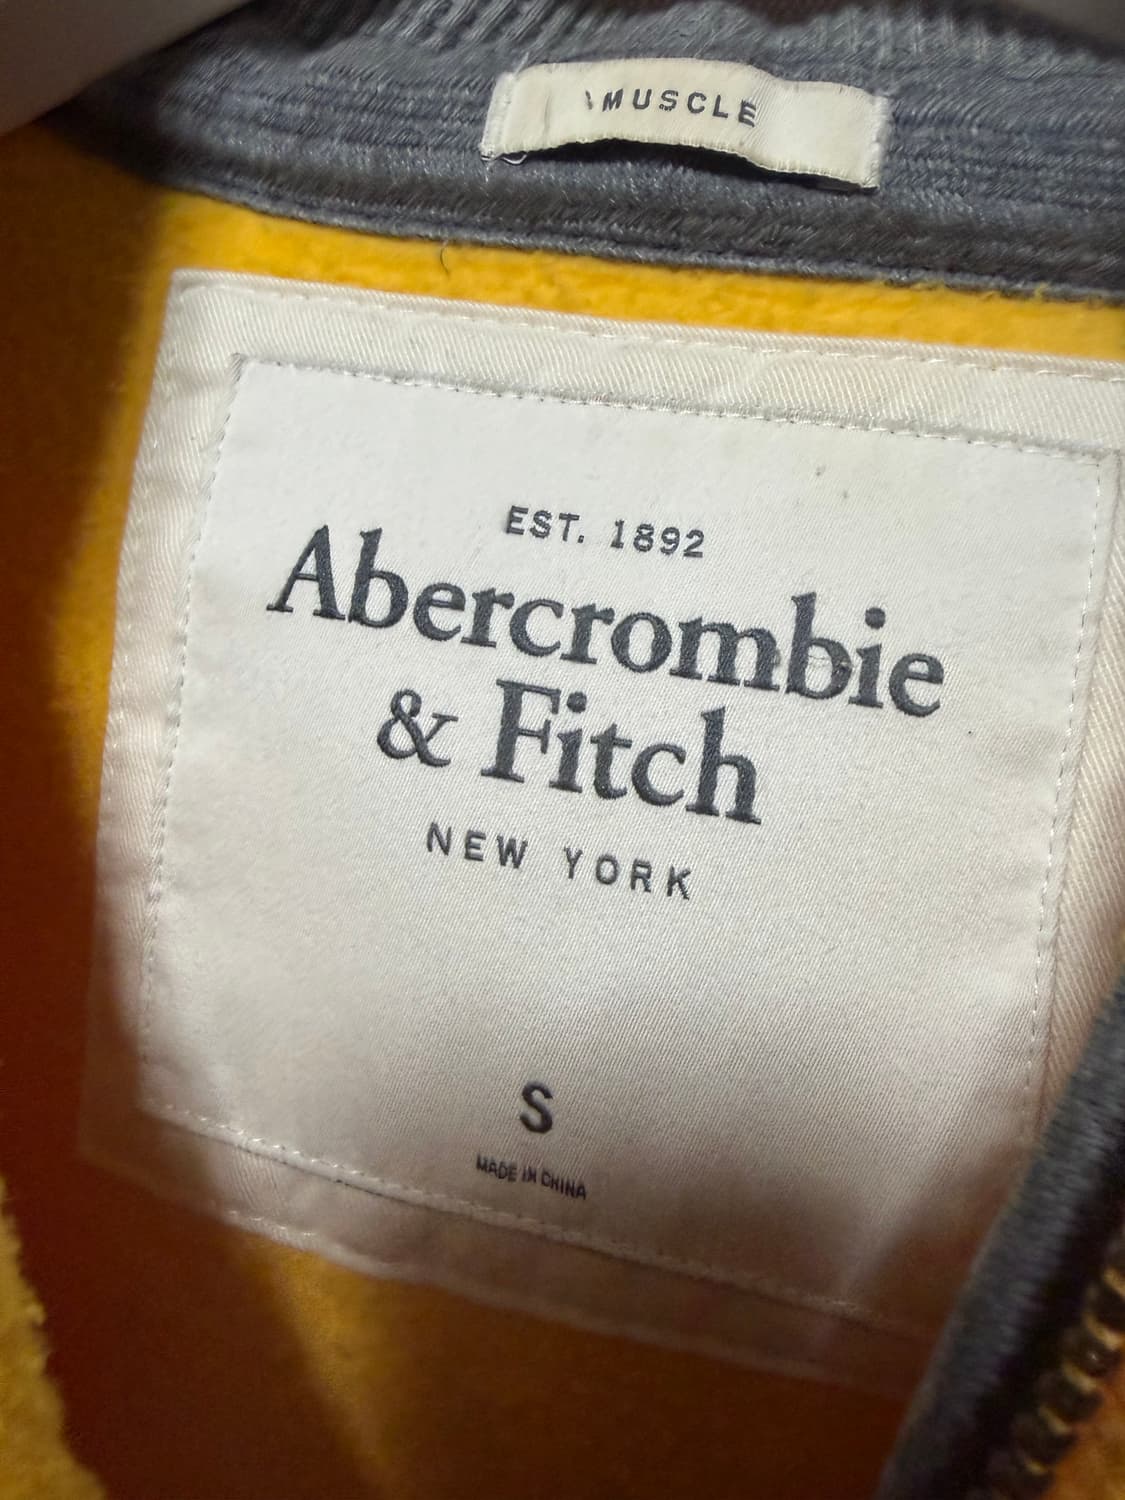 MUSCLE
EST. 1892
Abercrombie
& Fitch
NEW YORK
S
MADE IN CHINA